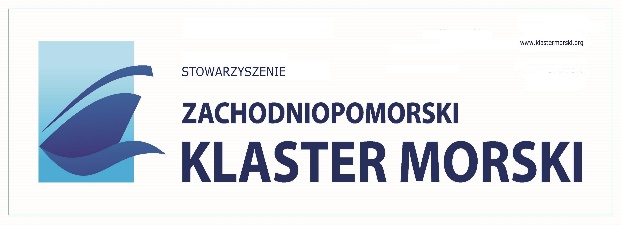 www.klastermorski.org
STOWARZYSZENIE
ZACHODNIOPOMORSKI
KLASTER MORSKI